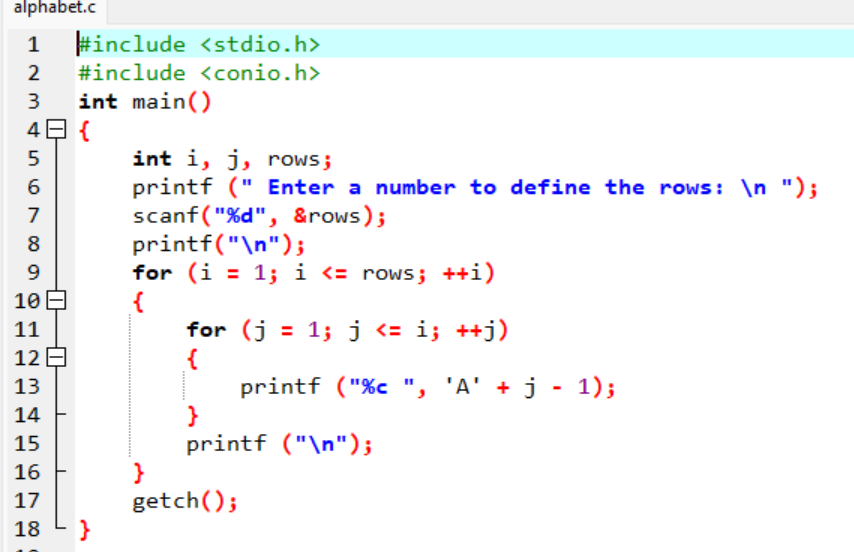 alphabet.c
1 #include <stdio.h>
2 #include <conio.h>
3 int main()
4 {
5 int i, j, rows;
6 printf (" Enter a number to define the rows: \n ");
7 scanf("%d", &rows);
8 printf("\n");
9 for (i = 1; i <= rows; ++i)
10 {
11 for (j = 1; j <= i; ++j)
12 {
13 printf ("%c ", 'A' + j - 1);
14 }
15 printf ("\n");
16 }
17 getch();
18 }